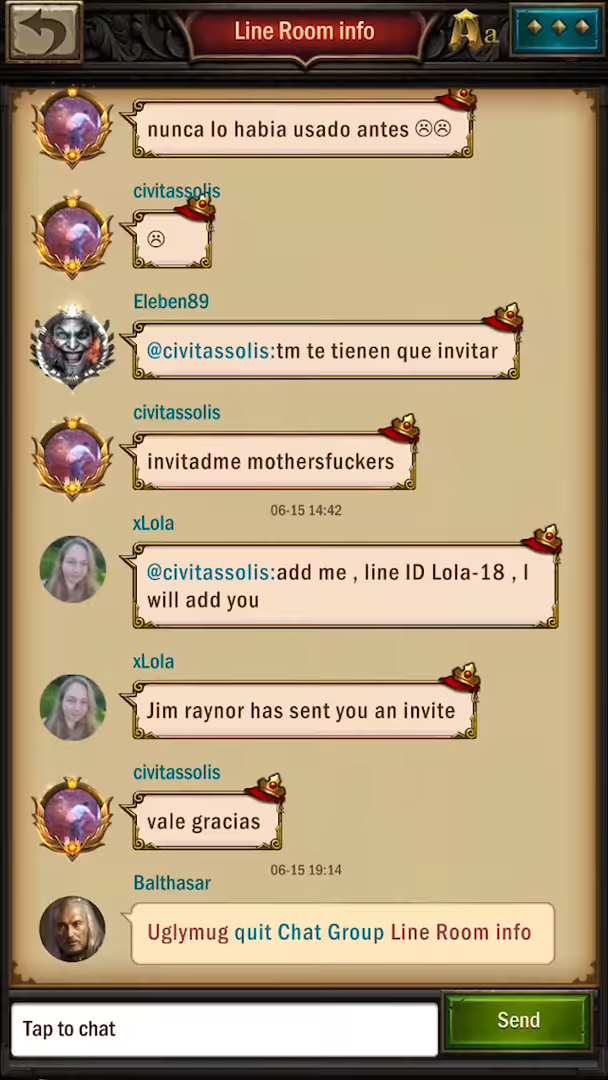 Line Room info
Aa
nunca lo habia usado antes ☹☹
civitassolis
☹
Eleben89
@civitassolis:tm te tienen que invitar
civitassolis
invitadme mothersfuckers
06-15 14:42
xLola
@civitassolis:add me , line ID Lola-18 , I
will add you
xLola
Jim raynor has sent you an invite
civitassolis
vale gracias
06-15 19:14
Balthasar
Uglymug quit Chat Group Line Room info
Tap to chat
Send